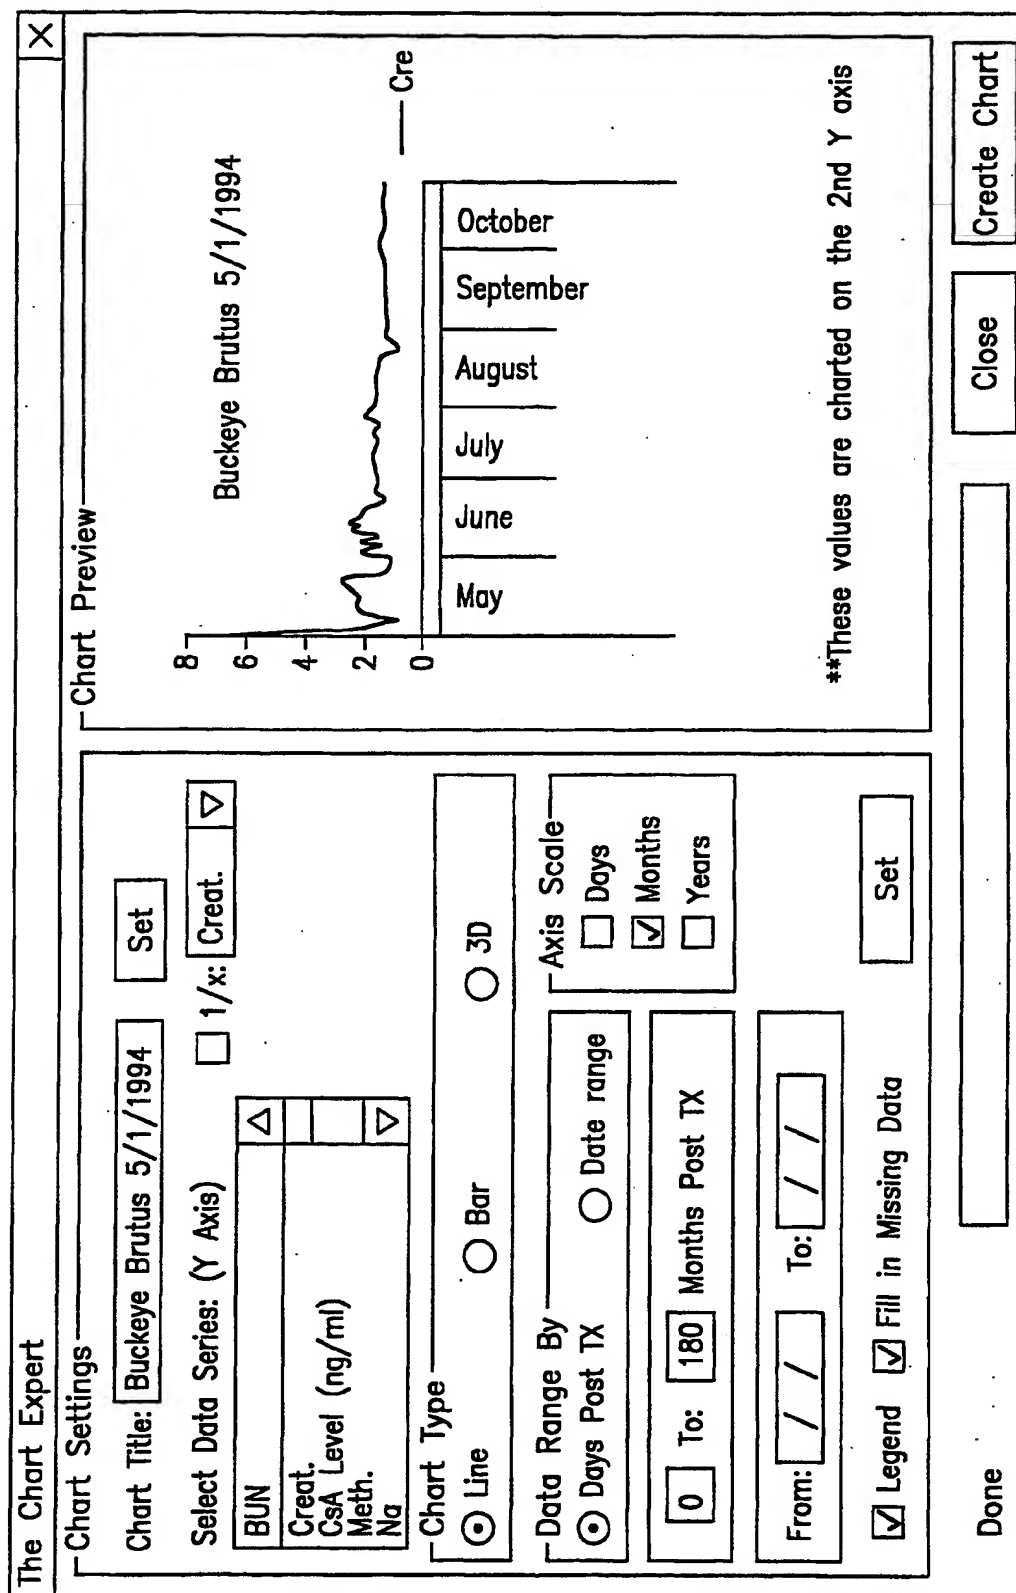 The Chart Expert
X
Chart Settings
Chart Title: Buckeye Brutus 5/1/1994 Set
Select Data Series: (Y Axis)
1/x: Creat.
BUN
Creat.
CsA Level (ng/ml)
Meth.
Na
Chart Type
Line Bar 3D
Data Range By
Days Post TX Date range
0 To: 180 Months Post TX
Axis Scale
Days
Months
Years
From: / / To: / /
Legend Fill in Missing Data Set
Chart Preview
Buckeye Brutus 5/1/1994
8
6
4
2
0
Cre
May June July August September October
**These values are charted on the 2nd Y axis
Done Close Create Chart